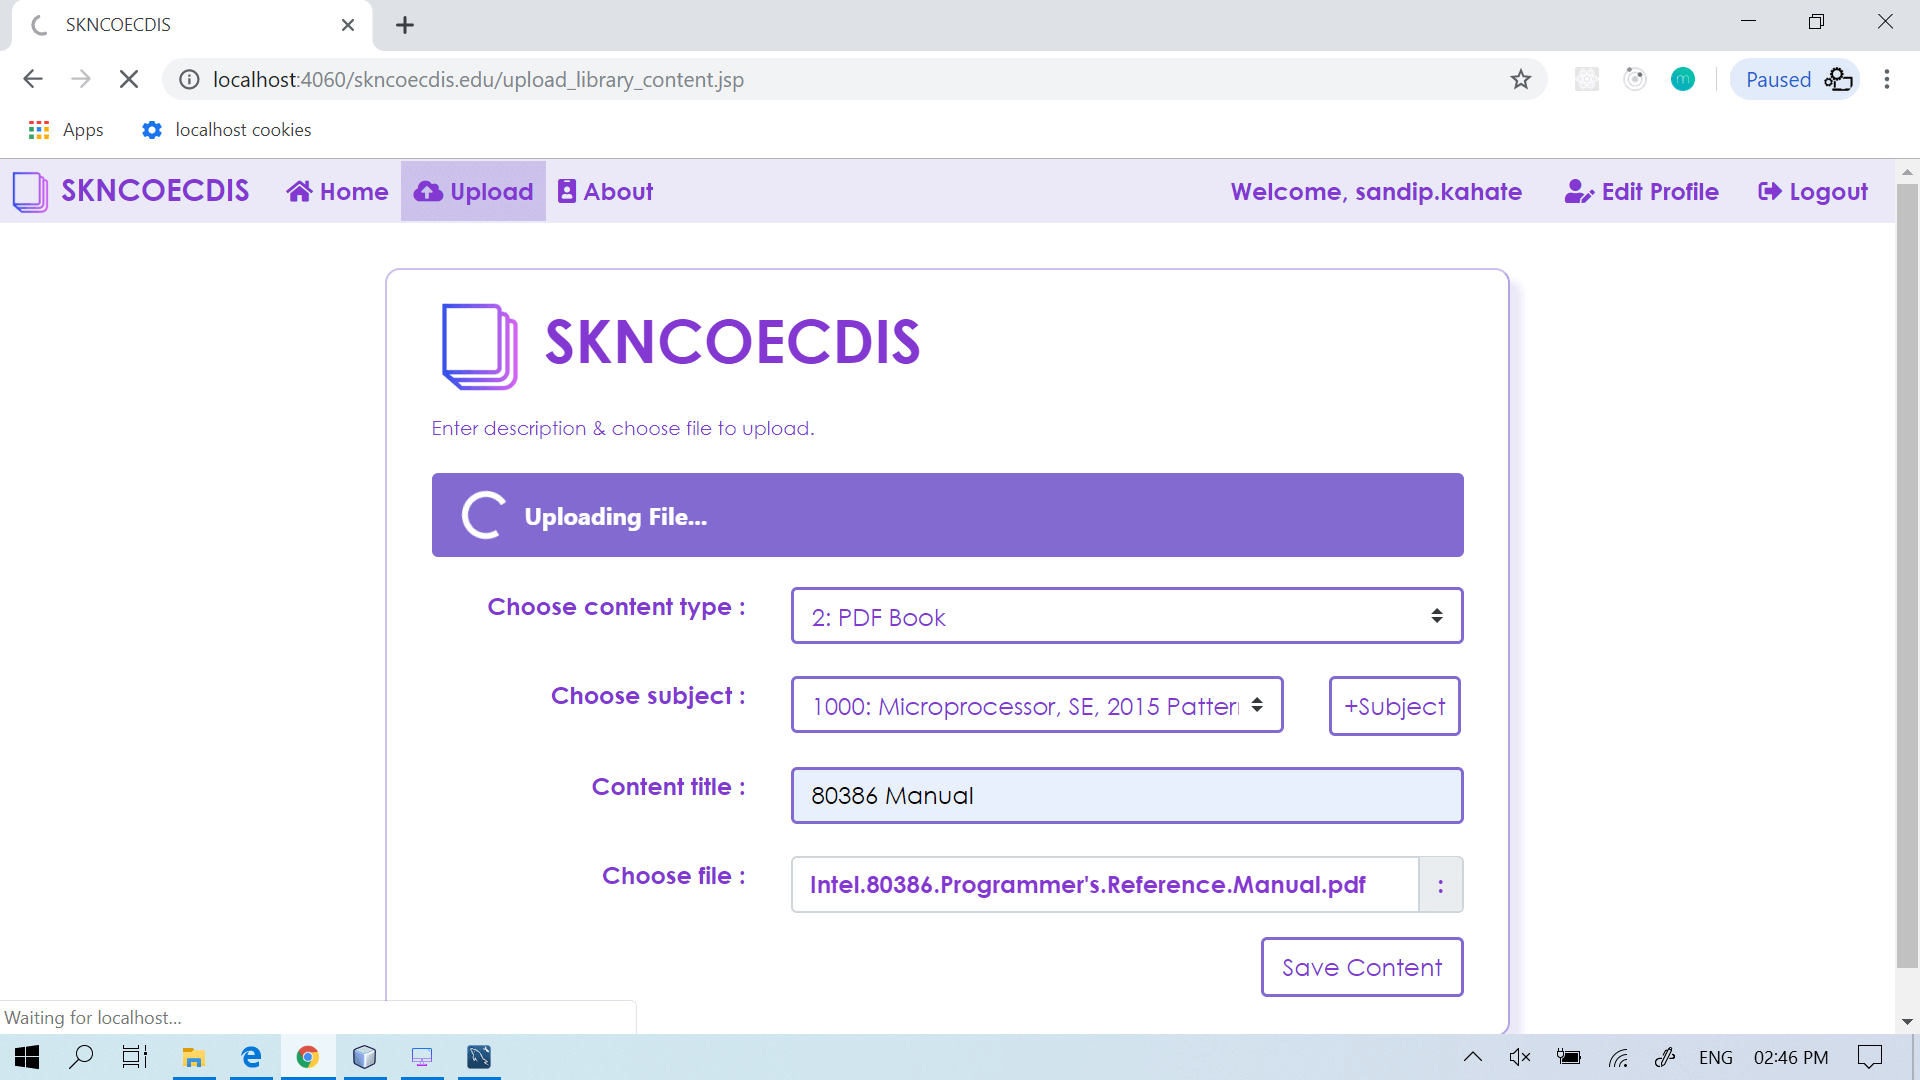 SKNCOECDIS
localhost:4060/skncoecdis.edu/upload_library_content.jsp
m
Paused
Apps
localhost cookies
SKNCOECDIS
Home
Upload
About
Welcome, sandip.kahate
Edit Profile
Logout
SKNCOECDIS
Enter description & choose file to upload.
Uploading File...
Choose content type :
2: PDF Book
Choose subject :
1000: Microprocessor, SE, 2015 Patter
+Subject
Content title :
80386 Manual
Choose file :
Intel.80386.Programmer's.Reference.Manual.pdf
:
Save Content
Waiting for localhost...
ENG
02:46 PM